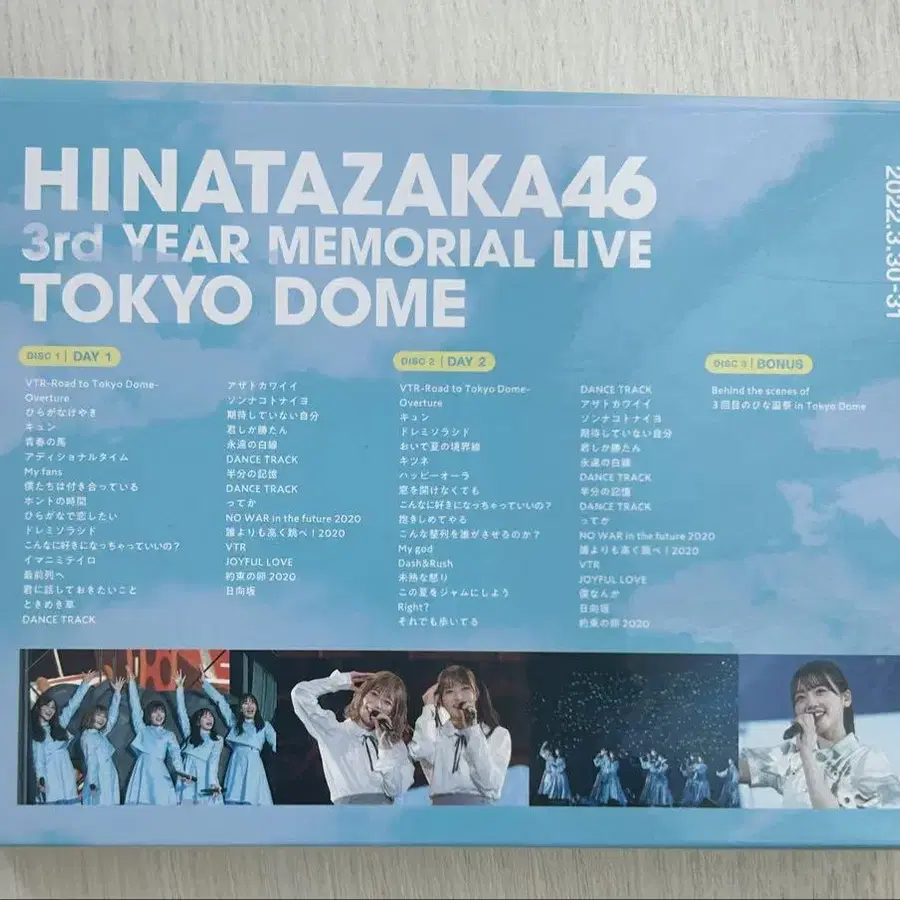 HINATAZAKA46
3rd YEAR MEMORIAL LIVE
TOKYO DOME
2022.3.30-31
DISC 1 | DAY 1
VTR-Road to Tokyo Dome-
Overture
ひらがなけやき
キュン
青春の馬
アディショナルタイム
My fans
僕たちは付き合っている
ホントの時間
ひらがなで恋したい
ドレミソラシド
こんなに好きになっちゃっていいの？
イマニミテイロ
最前列へ
君に話しておきたいこと
ときめき草
DANCE TRACK
アザトカワイイ
ソンナコトナイヨ
期待していない自分
君しか勝たん
永遠の白線
DANCE TRACK
半分の記憶
DANCE TRACK
ってか
NO WAR in the future 2020
誰よりも高く跳べ！2020
VTR
JOYFUL LOVE
約束の卵 2020
日向坂
DISC 2 | DAY 2
VTR-Road to Tokyo Dome-
Overture
キュン
ドレミソラシド
おいで夏の境界線
キツネ
ハッピーオーラ
窓を開けなくても
こんなに好きになっちゃっていいの？
抱きしめてやる
こんな整列を誰がさせるのか？
My god
Dash&Rush
未熟な怒り
この夏をジャムにしよう
Right?
それでも歩いてる
DANCE TRACK
アザトカワイイ
ソンナコトナイヨ
期待していない自分
君しか勝たん
永遠の白線
DANCE TRACK
半分の記憶
DANCE TRACK
ってか
NO WAR in the future 2020
誰よりも高く跳べ！2020
VTR
JOYFUL LOVE
僕なんか
日向坂
約束の卵 2020
DISC 3 | BONUS
Behind the scenes of
3回目のひな誕祭 in Tokyo Dome